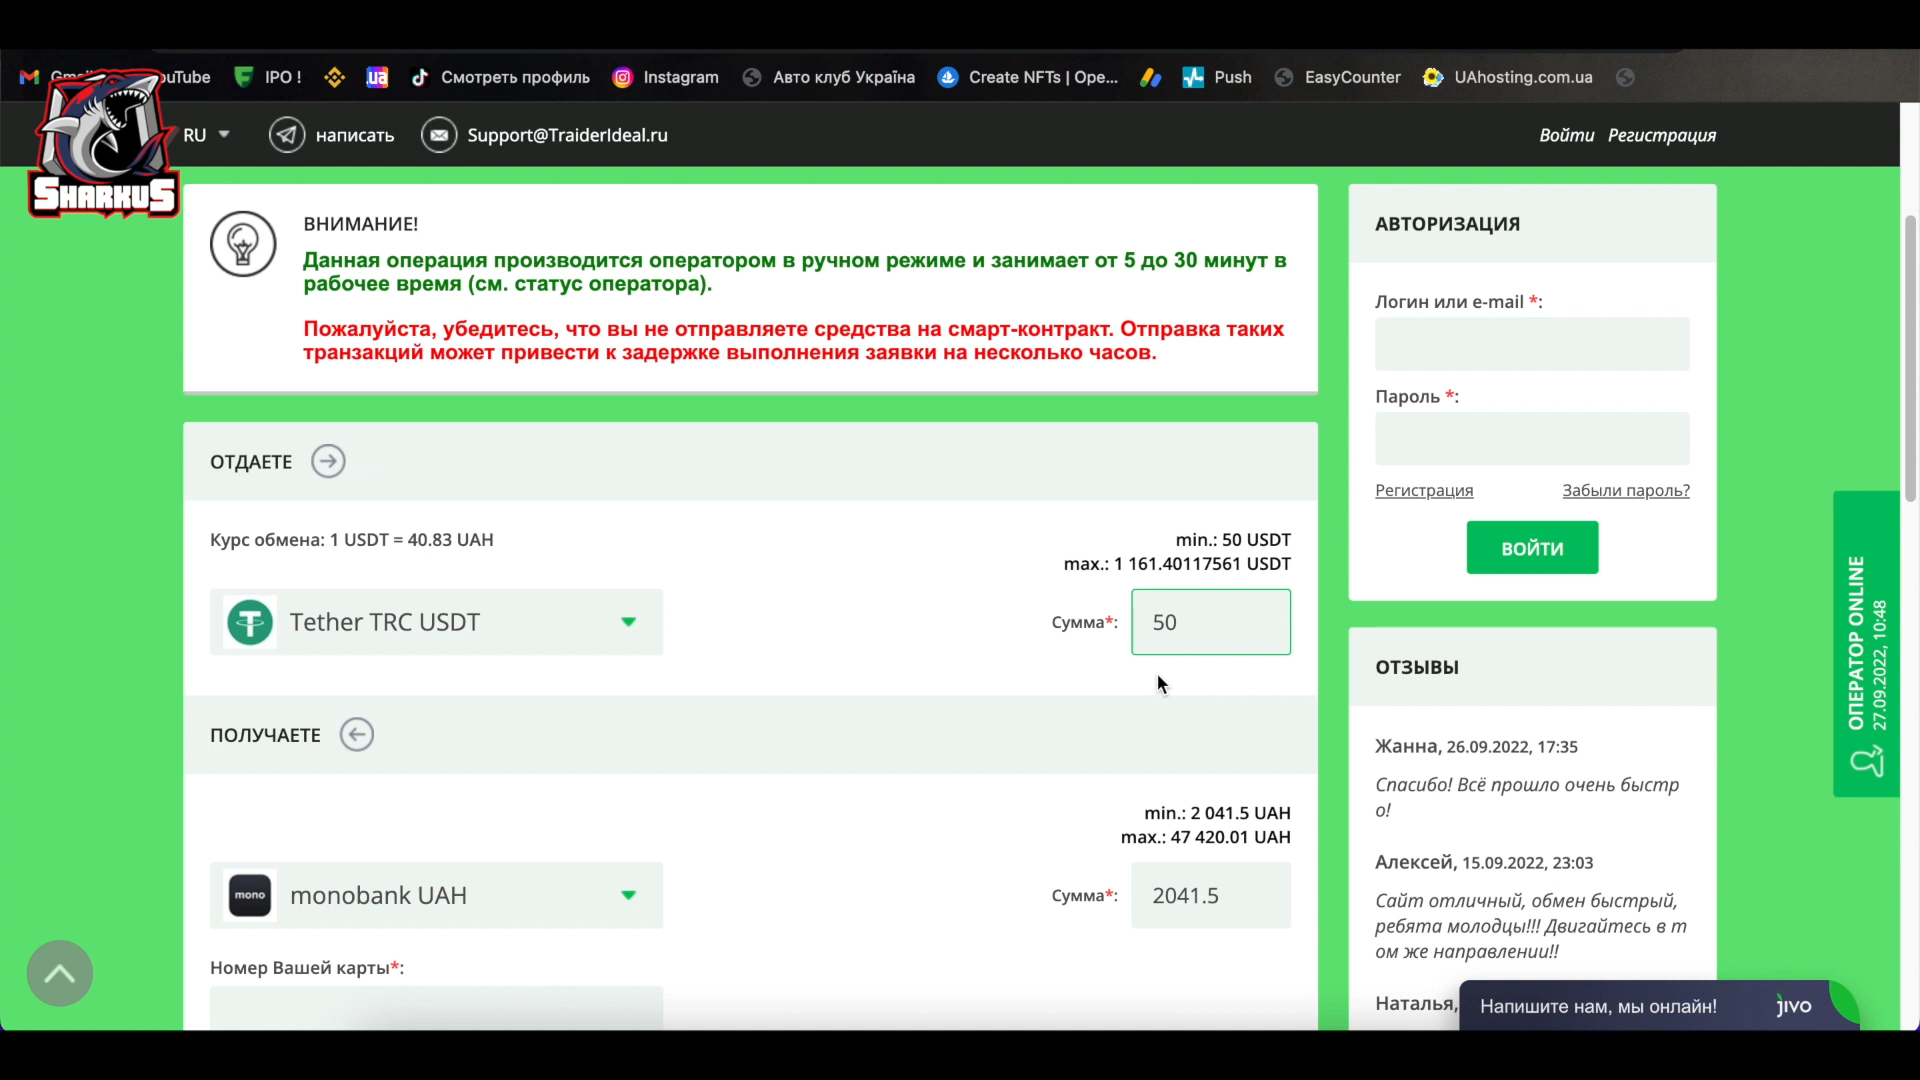 uTube
IPO !
Смотреть профиль
Instagram
Авто клуб Україна
Create NFTs | Ope...
Push
EasyCounter
UAhosting.com.ua
SHARKUS
RU
написать
Support@TraiderIdeal.ru
Войти
Регистрация
ВНИМАНИЕ!
Данная операция производится оператором в ручном режиме и занимает от 5 до 30 минут в
рабочее время (см. статус оператора).
Пожалуйста, убедитесь, что вы не отправляете средства на смарт-контракт. Отправка таких
транзакций может привести к задержке выполнения заявки на несколько часов.
ОТДАЕТЕ
Курс обмена: 1 USDT = 40.83 UAH
min.: 50 USDT
max.: 1 161.40117561 USDT
Tether TRC USDT
Сумма*:
50
ПОЛУЧАЕТЕ
min.: 2 041.5 UAH
max.: 47 420.01 UAH
mono
monobank UAH
Сумма*:
2041.5
Номер Вашей карты*:
АВТОРИЗАЦИЯ
Логин или e-mail *:
Пароль *:
Регистрация
Забыли пароль?
ВОЙТИ
ОТЗЫВЫ
Жанна, 26.09.2022, 17:35
Спасибо! Всё прошло очень быстр
о!
Алексей, 15.09.2022, 23:03
Сайт отличный, обмен быстрый,
ребята молодцы!!! Двигайтесь в т
ом же направлении!!
Наталья,
ОПЕРАТОР ONLINE
27.09.2022, 10:48
Напишите нам, мы онлайн!
jivo